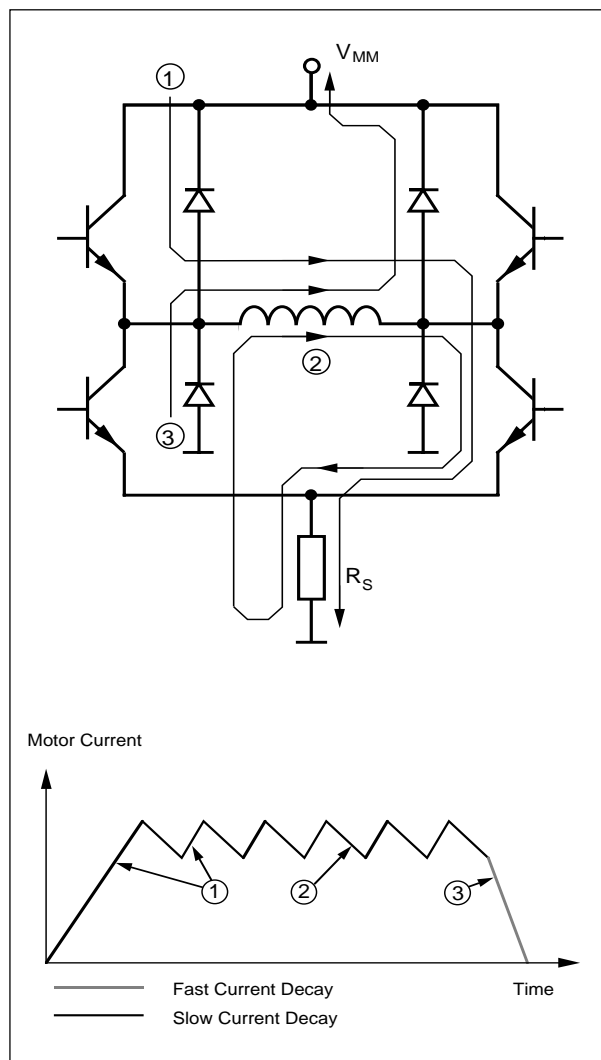 ① V_MM
③
②
R_S
Motor Current
① ② ③
Fast Current Decay
Time
Slow Current Decay